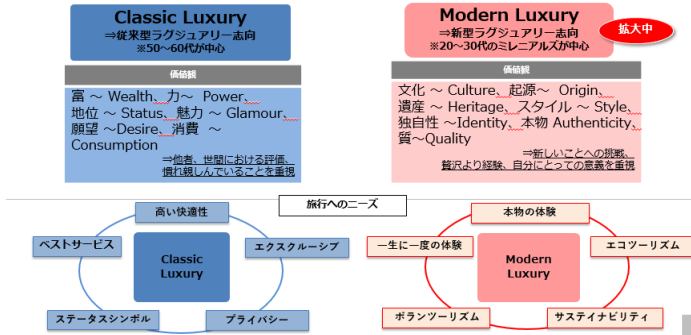 Classic Luxury
⇒従来型ラグジュアリー志向
※50～60代が中心
価値観
富 ～ Wealth、力～ Power、
地位 ～ Status、魅力 ～ Glamour、
願望 ～Desire、消費 ～
Consumption
⇒他者、世間における評価、
慣れ親しんでいることを重視
Modern Luxury
⇒新型ラグジュアリー志向
※20～30代のミレニアルズが中心
拡大中
価値観
文化 ～ Culture、起源～ Origin、
遺産 ～ Heritage、スタイル ～ Style、
独自性 ～Identity、本物 Authenticity、
質～Quality
⇒新しいことへの挑戦、
贅沢より経験、自分にとっての意義を重視
旅行へのニーズ
高い快適性
ベストサービス
エクスクルーシブ
Classic
Luxury
ステータスシンボル
プライバシー
本物の体験
一生に一度の体験
エコツーリズム
Modern
Luxury
ボランツーリズム
サステイナビリティ